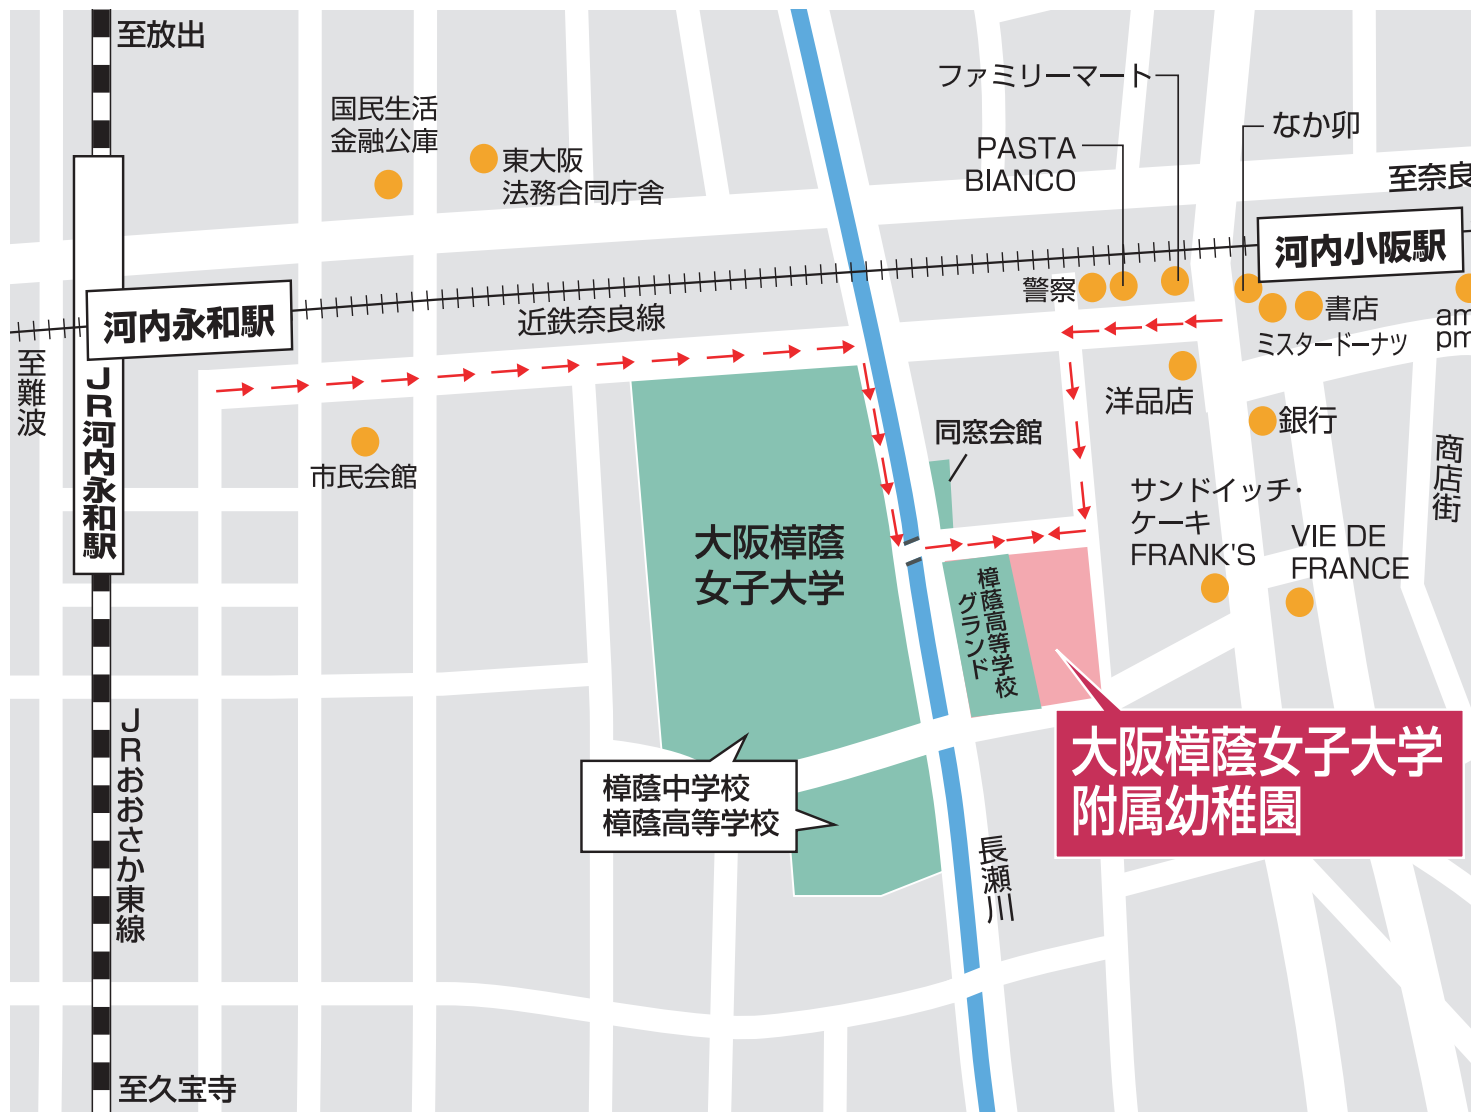 至放出
国民生活
金融公庫
東大阪
法務合同庁舎
ファミリーマート
なか卯
PASTA
BIANCO
至奈良
河内小阪駅
警察
書店
ミスタードーナツ
am
pm
河内永和駅
近鉄奈良線
至難波
JR河内永和駅
市民会館
洋品店
銀行
商店街
同窓会館
サンドイッチ・
ケーキ
FRANK'S
VIE DE
FRANCE
大阪樟蔭
女子大学
樟蔭高等学校
グランド
大阪樟蔭女子大学
附属幼稚園
樟蔭中学校
樟蔭高等学校
JRおおさか東線
長瀬川
至久宝寺